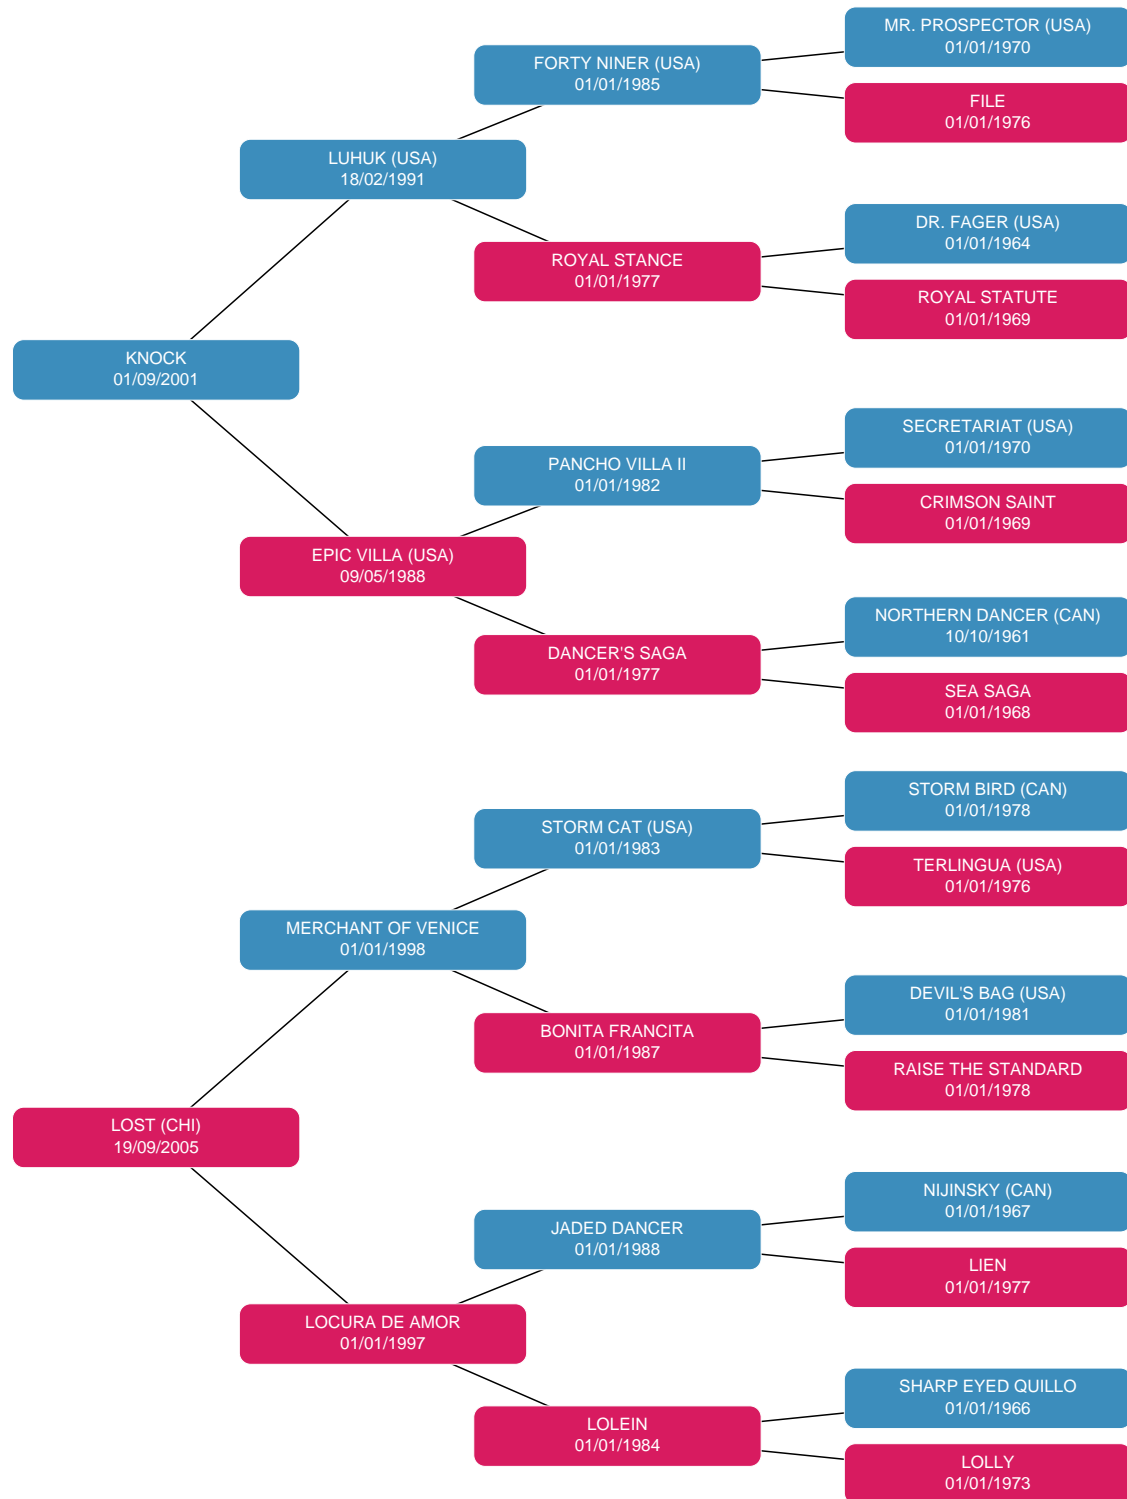 MR. PROSPECTOR (USA)
01/01/1970
FORTY NINER (USA)
01/01/1985
FILE
01/01/1976
LUHUK (USA)
18/02/1991
DR. FAGER (USA)
01/01/1964
ROYAL STANCE
01/01/1977
ROYAL STATUTE
01/01/1969
KNOCK
01/09/2001
SECRETARIAT (USA)
01/01/1970
PANCHO VILLA II
01/01/1982
CRIMSON SAINT
01/01/1969
EPIC VILLA (USA)
09/05/1988
NORTHERN DANCER (CAN)
10/10/1961
DANCER'S SAGA
01/01/1977
SEA SAGA
01/01/1968
STORM BIRD (CAN)
01/01/1978
STORM CAT (USA)
01/01/1983
TERLINGUA (USA)
01/01/1976
MERCHANT OF VENICE
01/01/1998
DEVIL'S BAG (USA)
01/01/1981
BONITA FRANCITA
01/01/1987
RAISE THE STANDARD
01/01/1978
LOST (CHI)
19/09/2005
NIJINSKY (CAN)
01/01/1967
JADED DANCER
01/01/1988
LIEN
01/01/1977
LOCURA DE AMOR
01/01/1997
SHARP EYED QUILLO
01/01/1966
LOLEIN
01/01/1984
LOLLY
01/01/1973